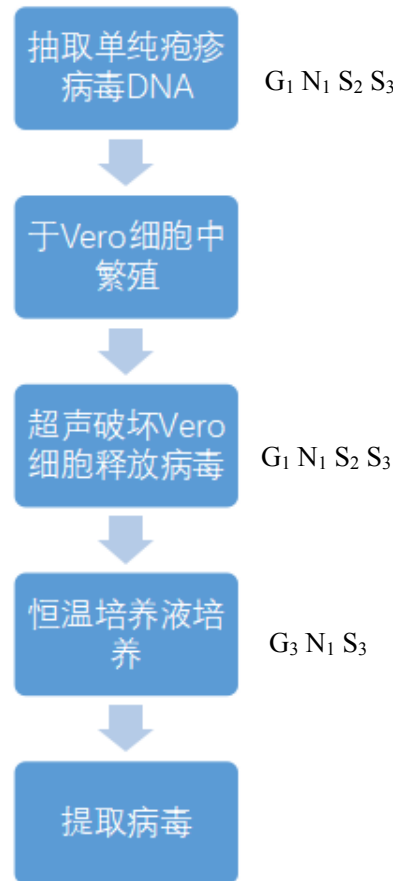 抽取单纯疱疹
病毒DNA
G₁ N₁ S₂ S₃
于Vero细胞中
繁殖
超声破坏Vero
细胞释放病毒
G₁ N₁ S₂ S₃
恒温培养液培
养
G₃ N₁ S₃
提取病毒